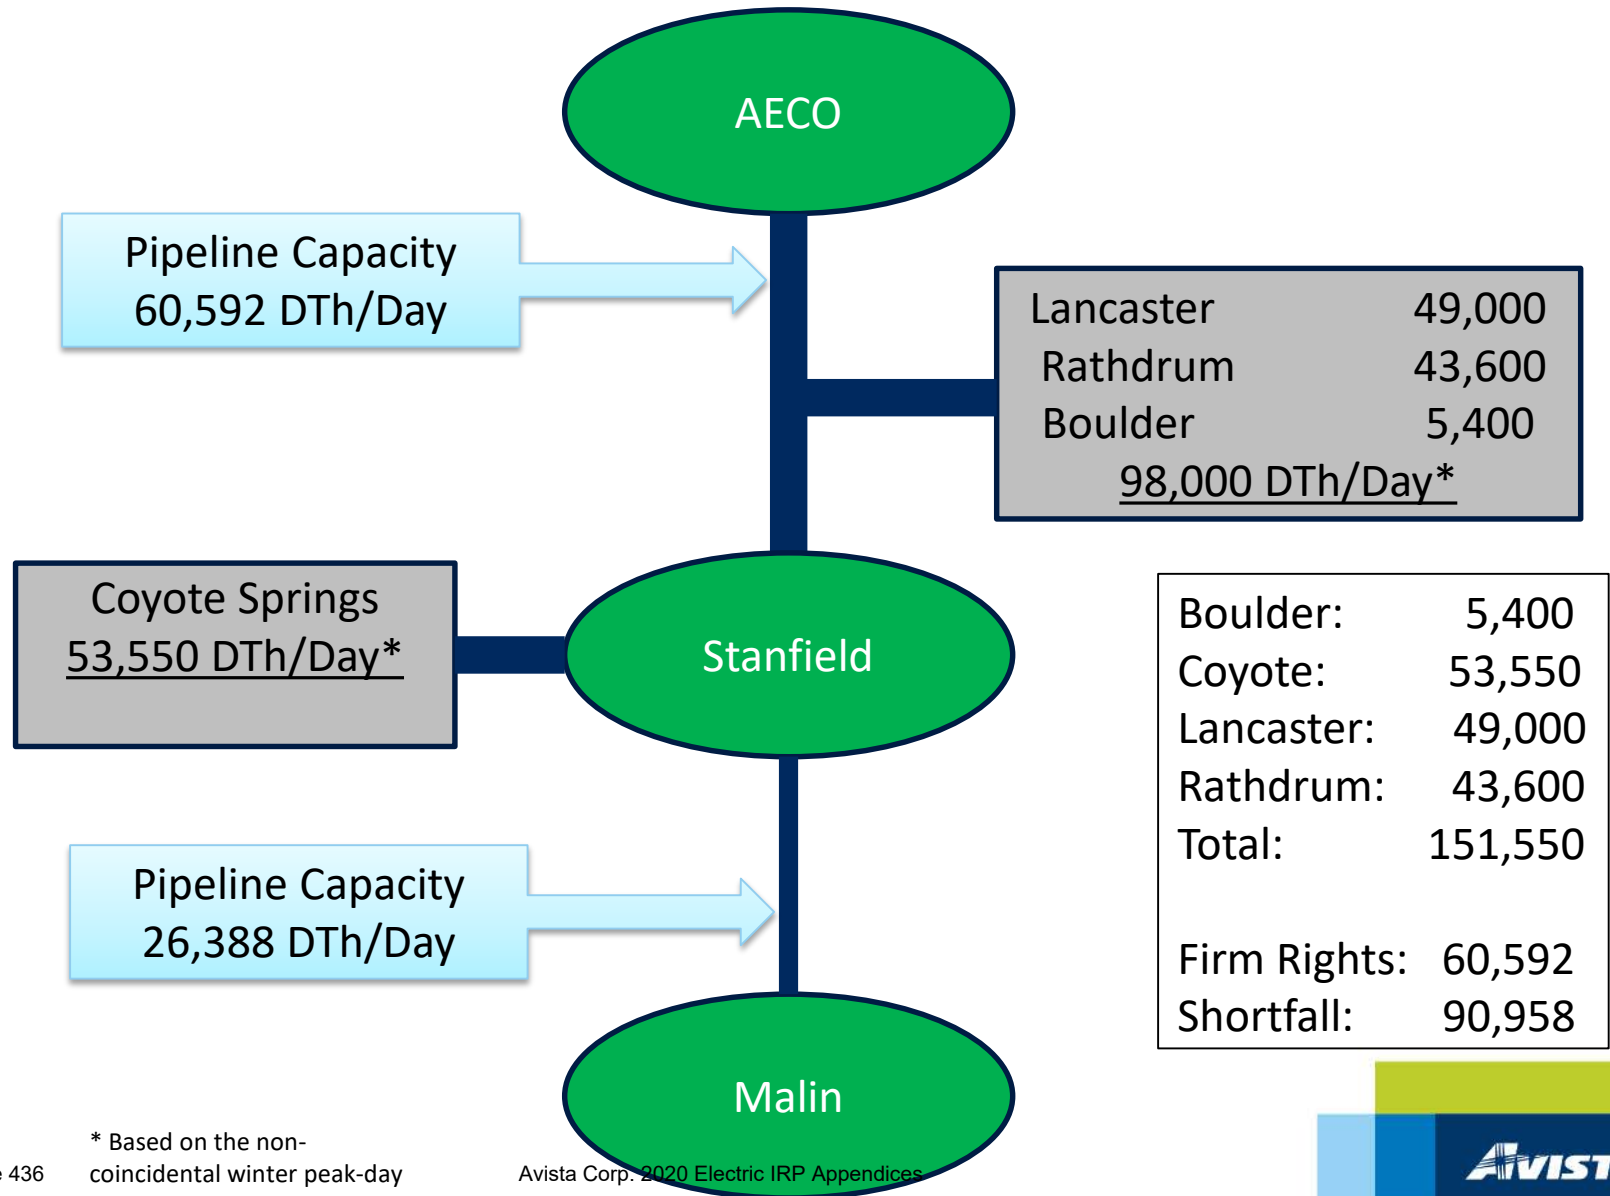 AECO
Pipeline Capacity
60,592 DTh/Day
Lancaster 49,000
Rathdrum 43,600
Boulder 5,400
98,000 DTh/Day*
Coyote Springs
53,550 DTh/Day*
Stanfield
Boulder: 5,400
Coyote: 53,550
Lancaster: 49,000
Rathdrum: 43,600
Total: 151,550
Firm Rights: 60,592
Shortfall: 90,958
Pipeline Capacity
26,388 DTh/Day
Malin
* Based on the non-
coincidental winter peak-day
436
Avista Corp. 2020 Electric IRP Appendices
AVIST